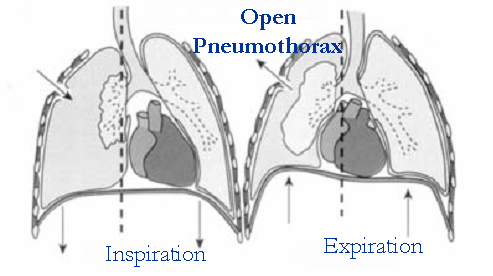 Open
Pneumothorax
Inspiration
Expiration